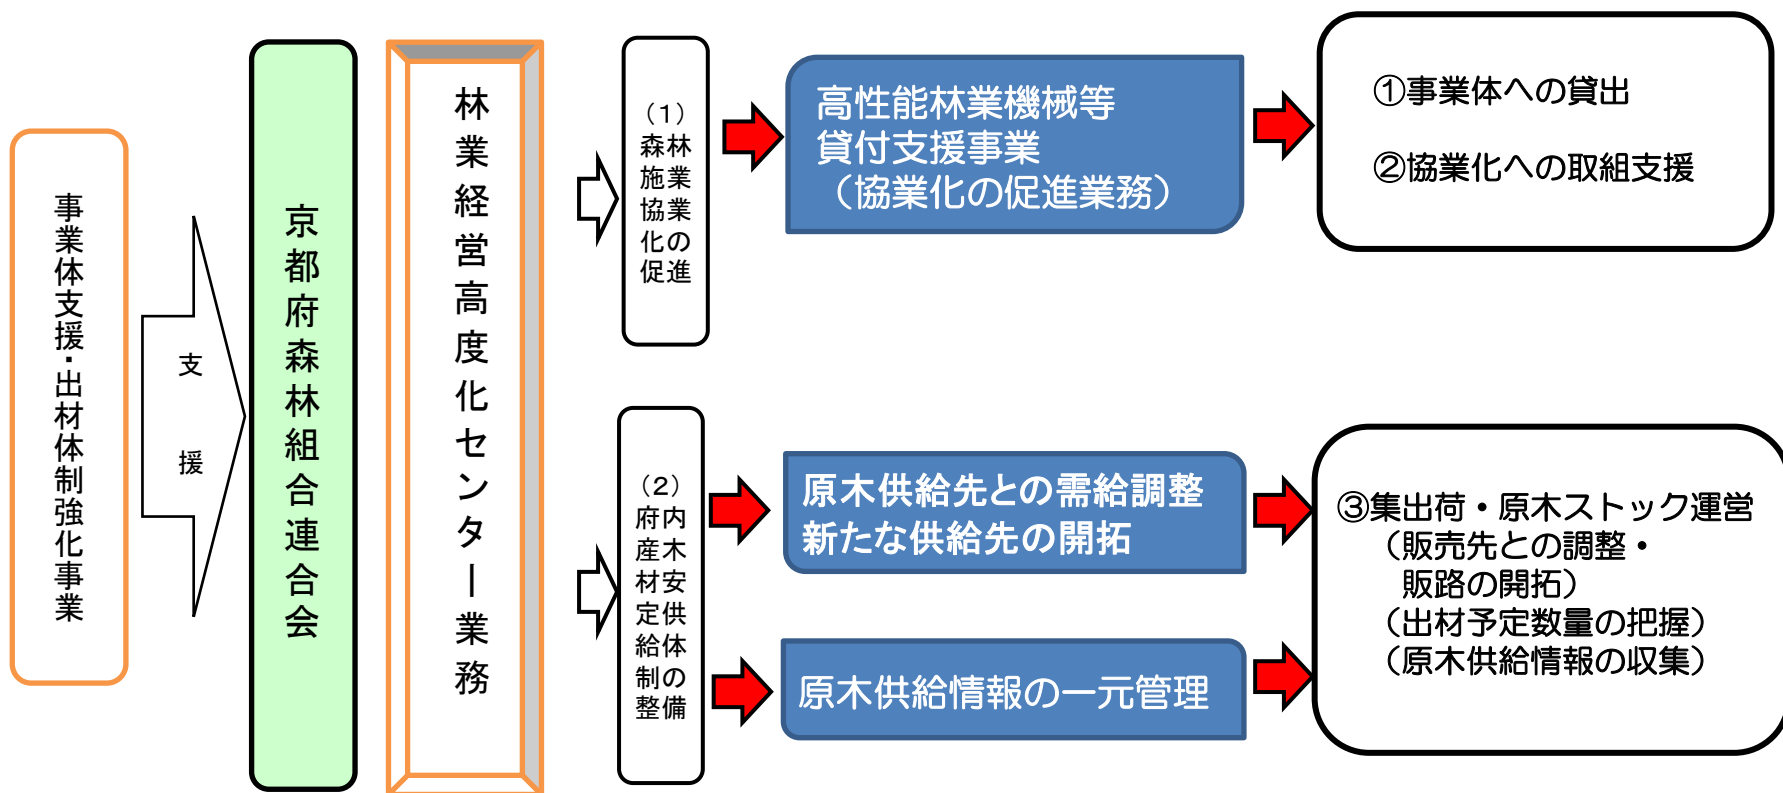 事業体支援・出材体制強化事業
支援
京都府森林組合連合会
林業経営高度化センター業務
（１）
森林
施業
協業
化の
促進
高性能林業機械等
貸付支援事業
（協業化の促進業務）
①事業体への貸出
②協業化への取組支援
（２）
府内
産木
材安
定供
給体
制の
整備
原木供給先との需給調整
新たな供給先の開拓
原木供給情報の一元管理
③集出荷・原木ストック運営
（販売先との調整・
販路の開拓）
（出材予定数量の把握）
（原木供給情報の収集）